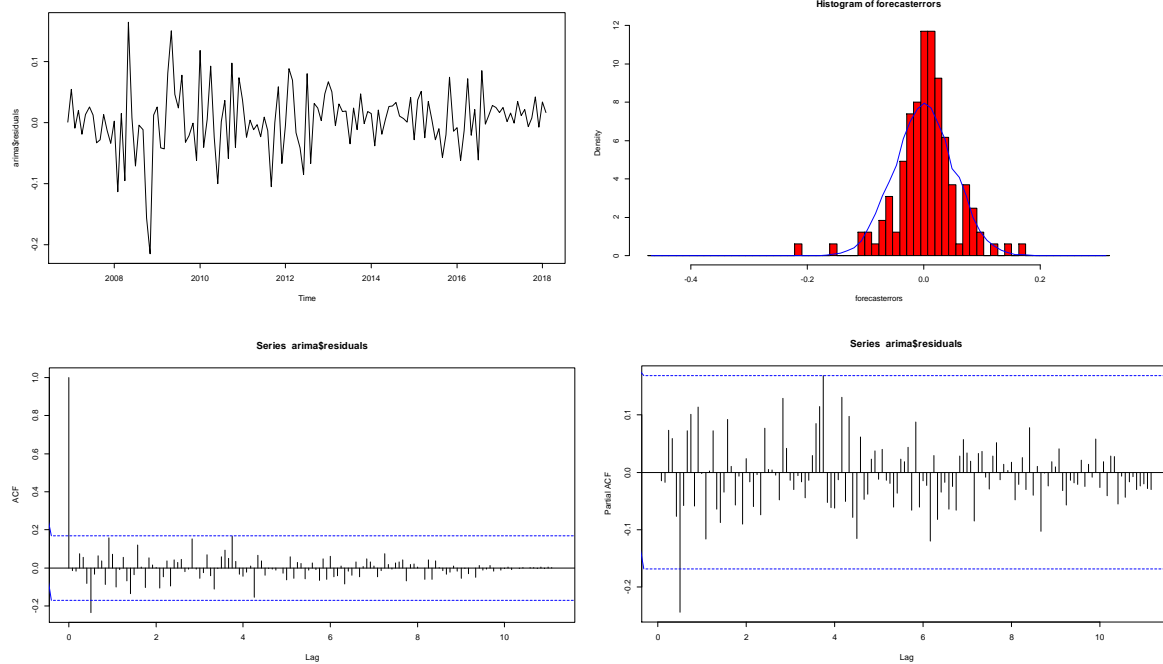 arima$residuals
0.1
0.0
-0.1
-0.2
2008 2010 2012 2014 2016 2018
Time
Histogram of forecasterrors
Density
12
10
8
6
4
2
0
-0.4 -0.2 0.0 0.2
forecasterrors
Series arima$residuals
ACF
1.0
0.8
0.6
0.4
0.2
0.0
-0.2
0 2 4 6 8 10
Lag
Series arima$residuals
Partial ACF
0.1
0.0
-0.1
-0.2
0 2 4 6 8 10
Lag